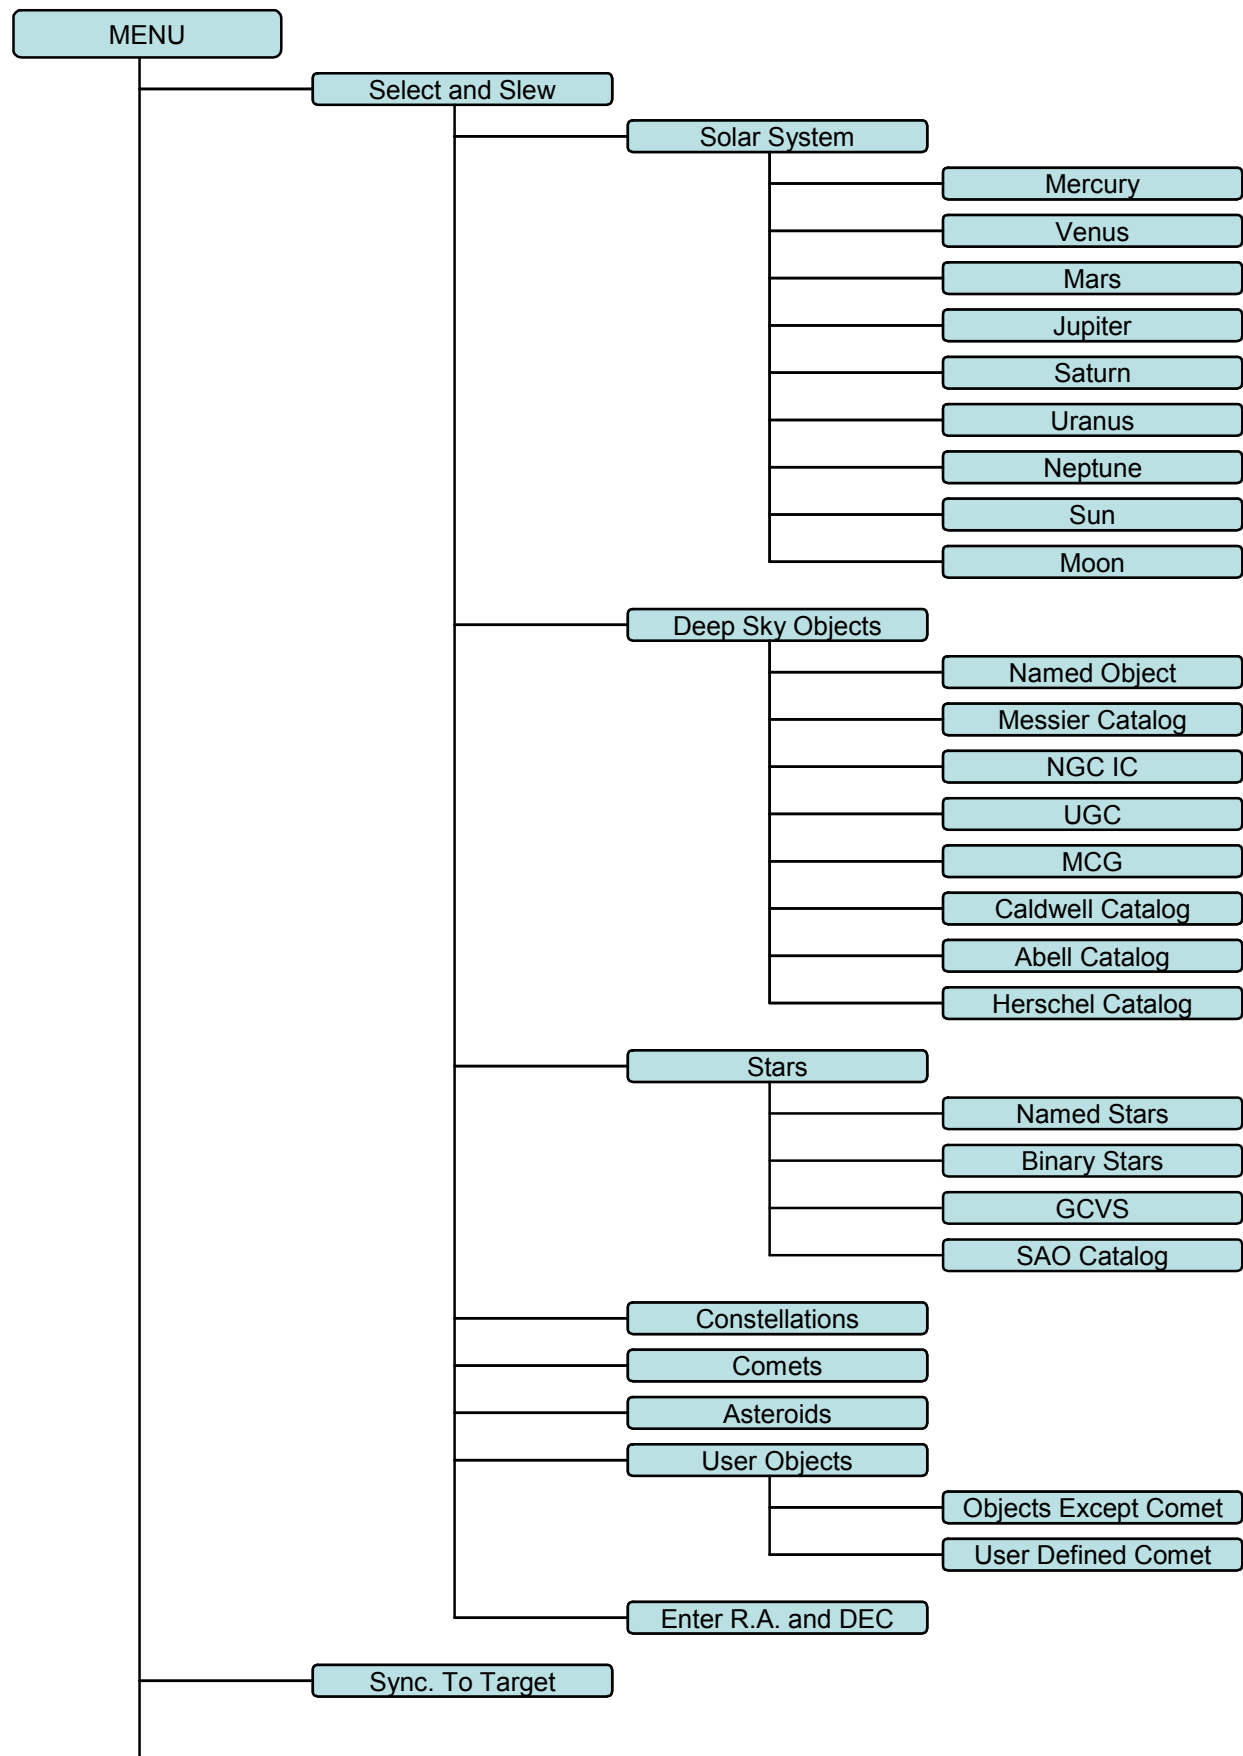 MENU
Select and Slew
Solar System
Mercury
Venus
Mars
Jupiter
Saturn
Uranus
Neptune
Sun
Moon
Deep Sky Objects
Named Object
Messier Catalog
NGC IC
UGC
MCG
Caldwell Catalog
Abell Catalog
Herschel Catalog
Stars
Named Stars
Binary Stars
GCVS
SAO Catalog
Constellations
Comets
Asteroids
User Objects
Objects Except Comet
User Defined Comet
Enter R.A. and DEC
Sync. To Target